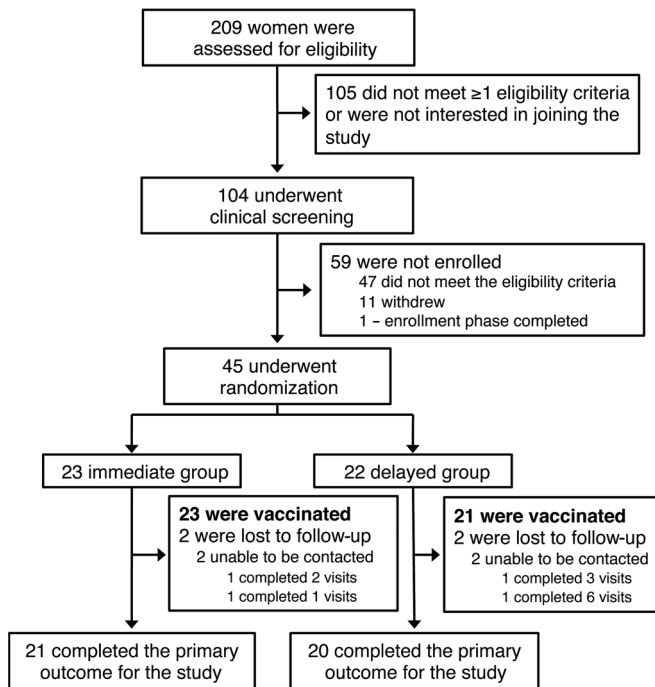 209 women were
assessed for eligibility
105 did not meet ≥1 eligibility criteria
or were not interested in joining the
study
104 underwent
clinical screening
59 were not enrolled
47 did not meet the eligibility criteria
11 withdrew
1 – enrollment phase completed
45 underwent
randomization
23 immediate group
22 delayed group
23 were vaccinated
2 were lost to follow-up
2 unable to be contacted
1 completed 2 visits
1 completed 1 visits
21 were vaccinated
2 were lost to follow-up
2 unable to be contacted
1 completed 3 visits
1 completed 6 visits
21 completed the primary
outcome for the study
20 completed the primary
outcome for the study